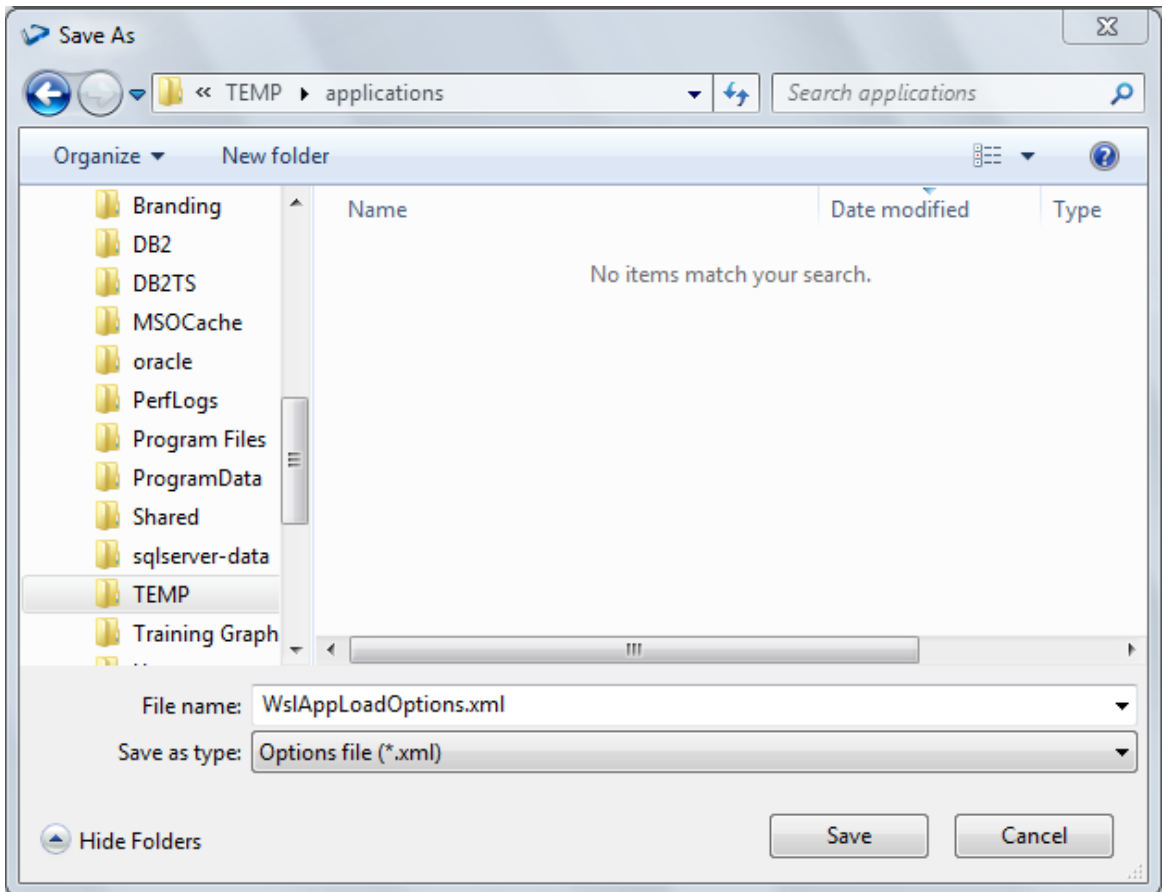 Save As
« TEMP ▸ applications
Search applications
Organize
New folder
Branding
DB2
DB2TS
MSOCache
oracle
PerfLogs
Program Files
ProgramData
Shared
sqlserver-data
TEMP
Training Graph
Name Date modified Type
No items match your search.
File name: WslAppLoadOptions.xml
Save as type: Options file (*.xml)
Hide Folders
Save Cancel